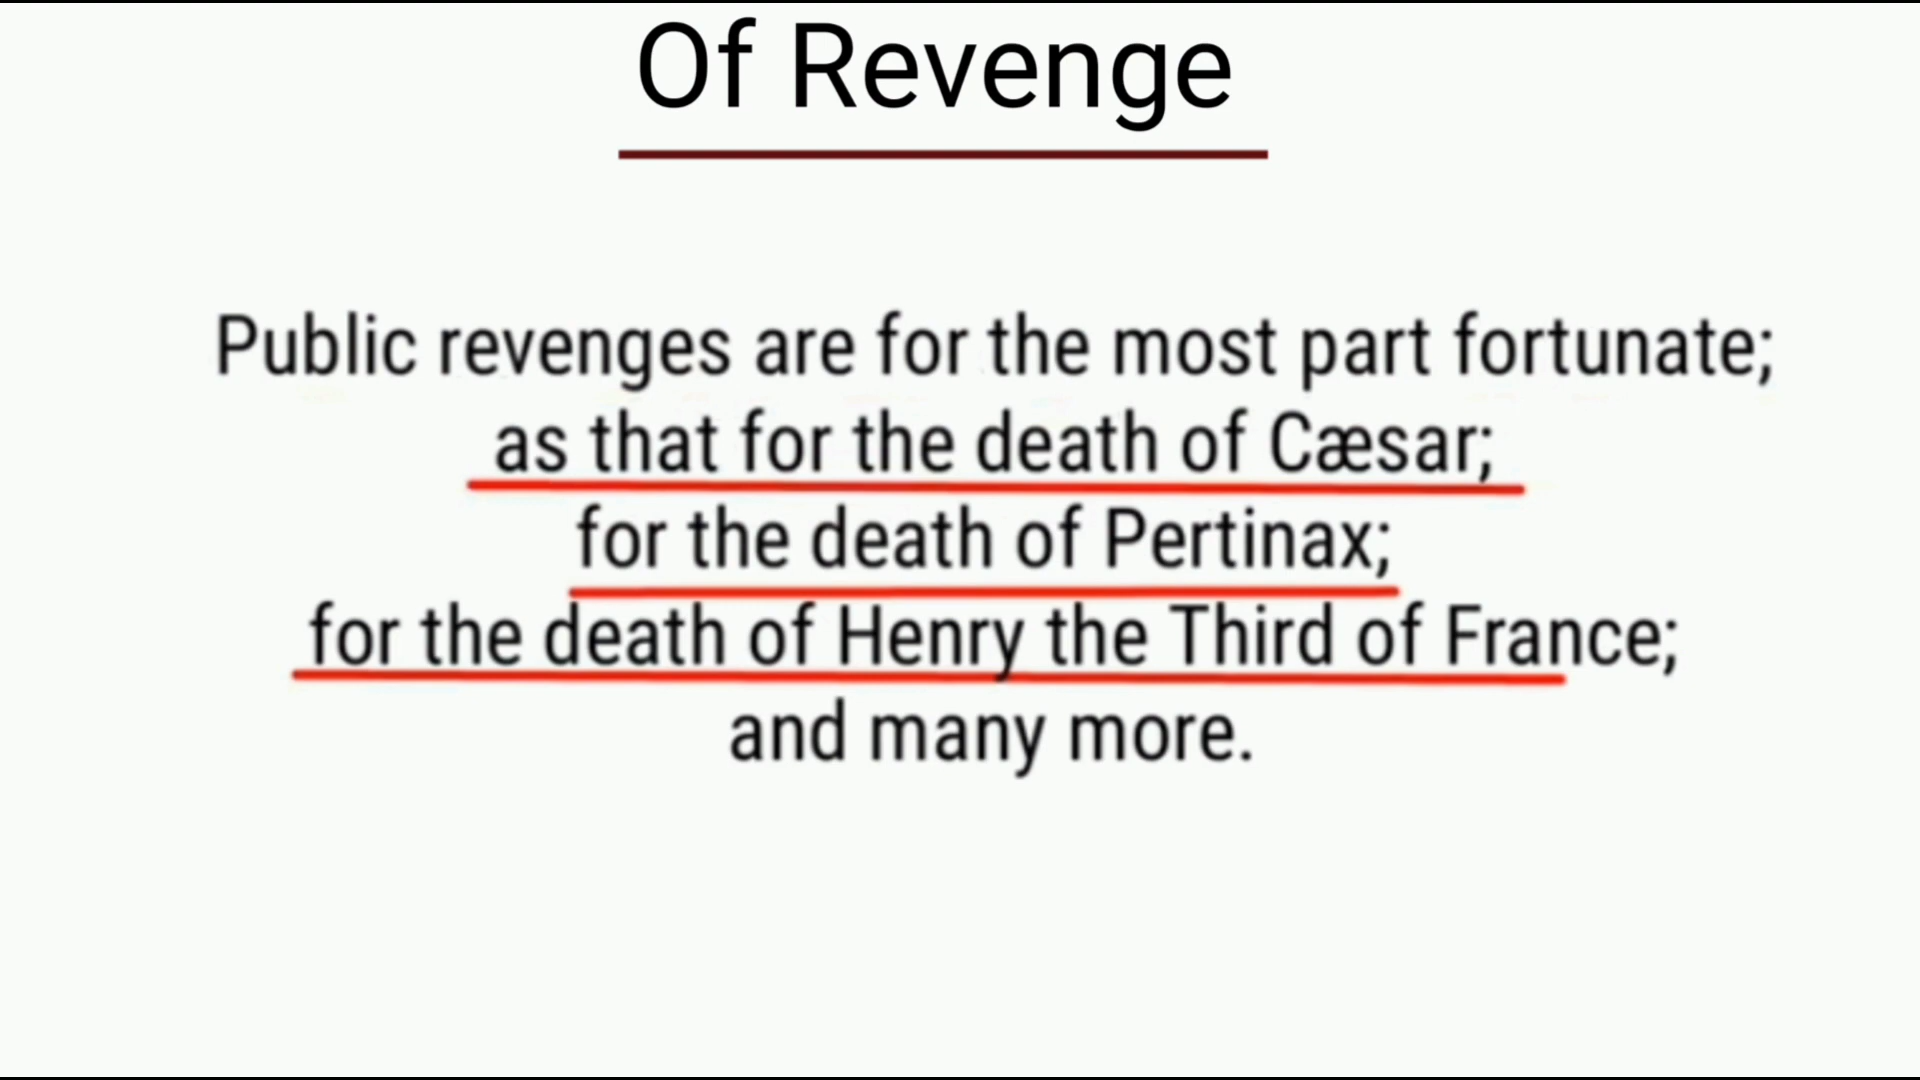 Of Revenge
Public revenges are for the most part fortunate;
as that for the death of Cæsar;
for the death of Pertinax;
for the death of Henry the Third of France;
and many more.